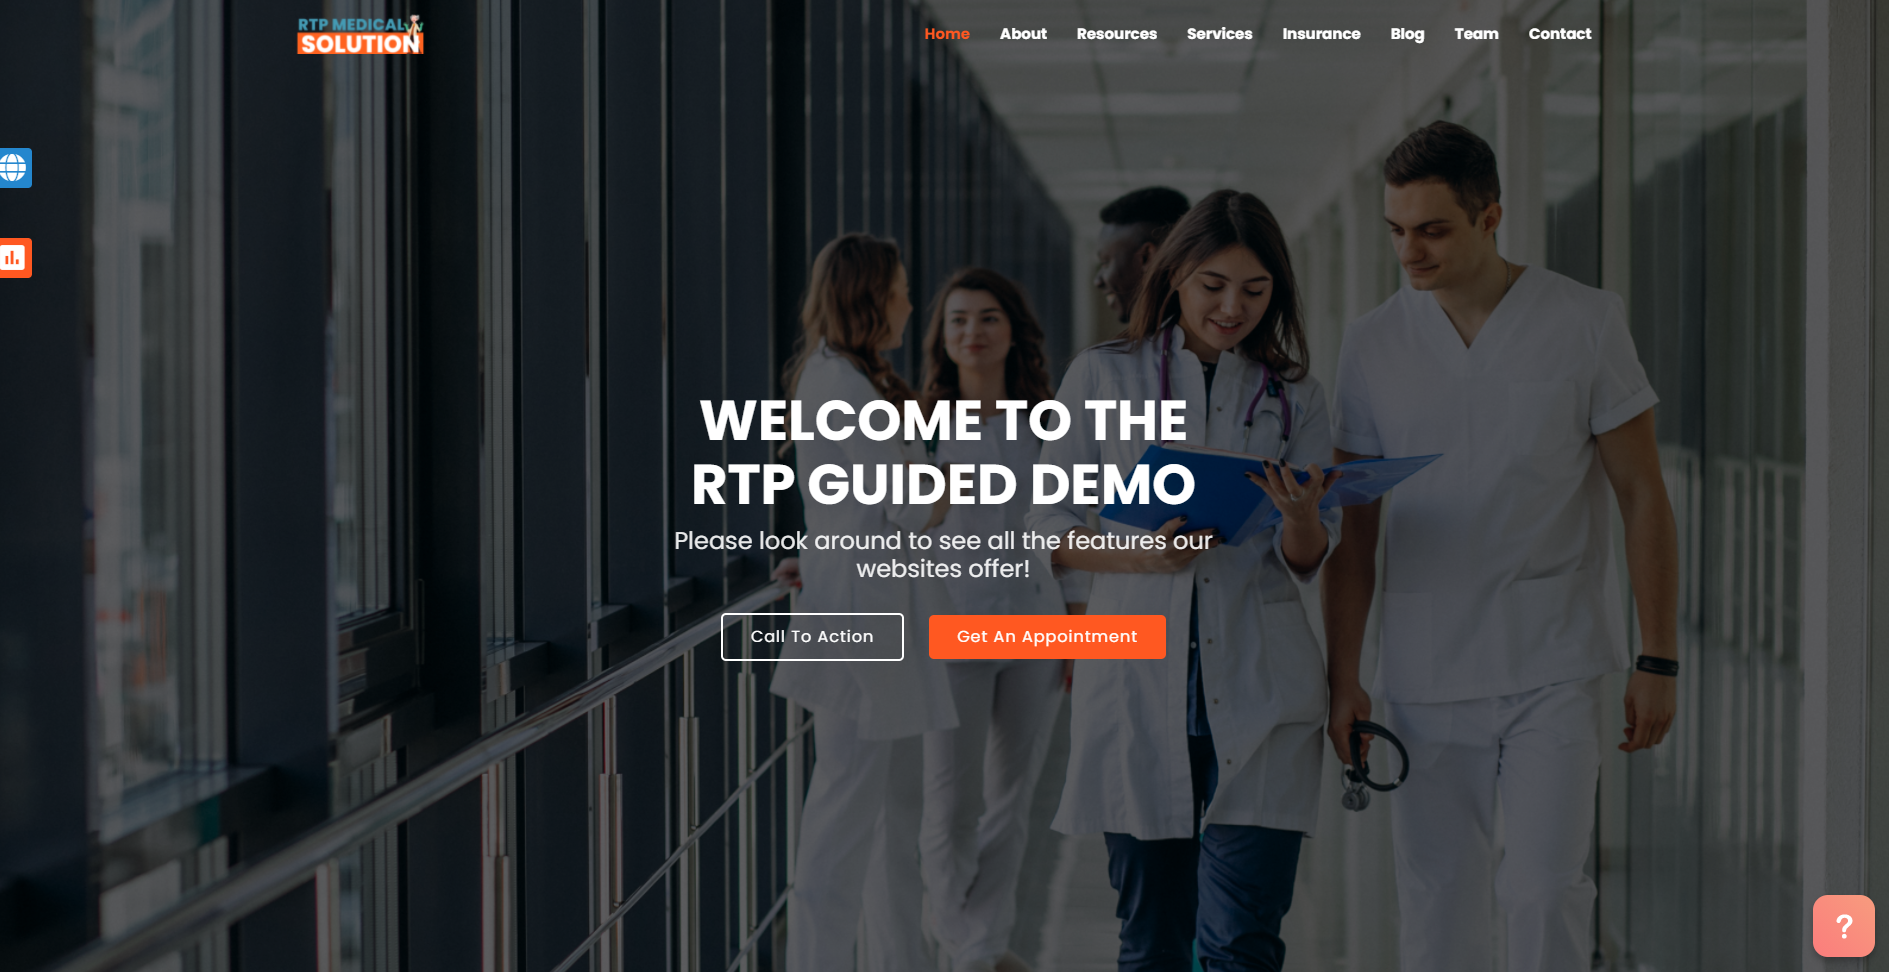 RTP MEDICAL
SOLUTION
Home About Resources Services Insurance Blog Team Contact
WELCOME TO THE
RTP GUIDED DEMO
Please look around to see all the features our
websites offer!
Call To Action Get An Appointment
?